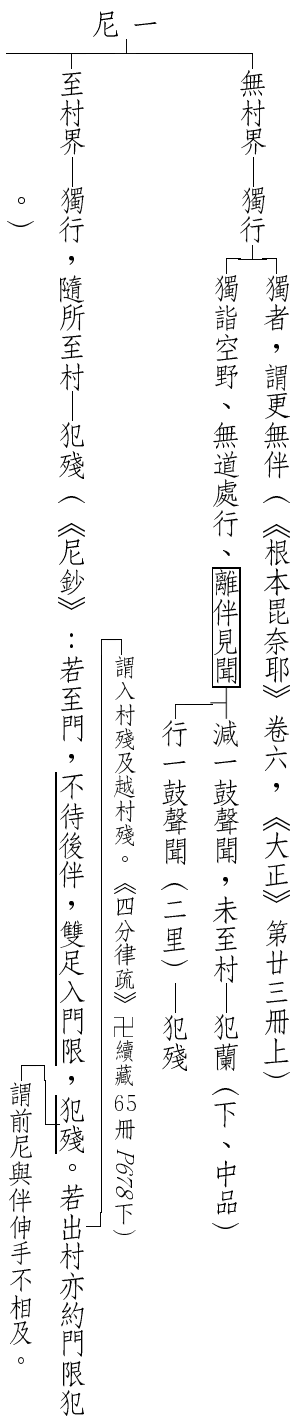 一尼
無村界—獨行
獨者，謂更無伴（《根本毘奈耶》卷六，《大正》第廿三冊上）
獨詣空野、無道處行、離伴見聞
減一鼓聲聞，未至村—犯蘭（下、中品）
行一鼓聲聞（二里）—犯殘
謂入村殘及越村殘。《四分律疏》卍續藏65冊P678下）
至村界—獨行，隨所至村—犯殘（《尼鈔》：若至門，不待後伴，雙足入門限，犯殘。若出村亦約門限犯
。）
謂前尼與伴伸手不相及。